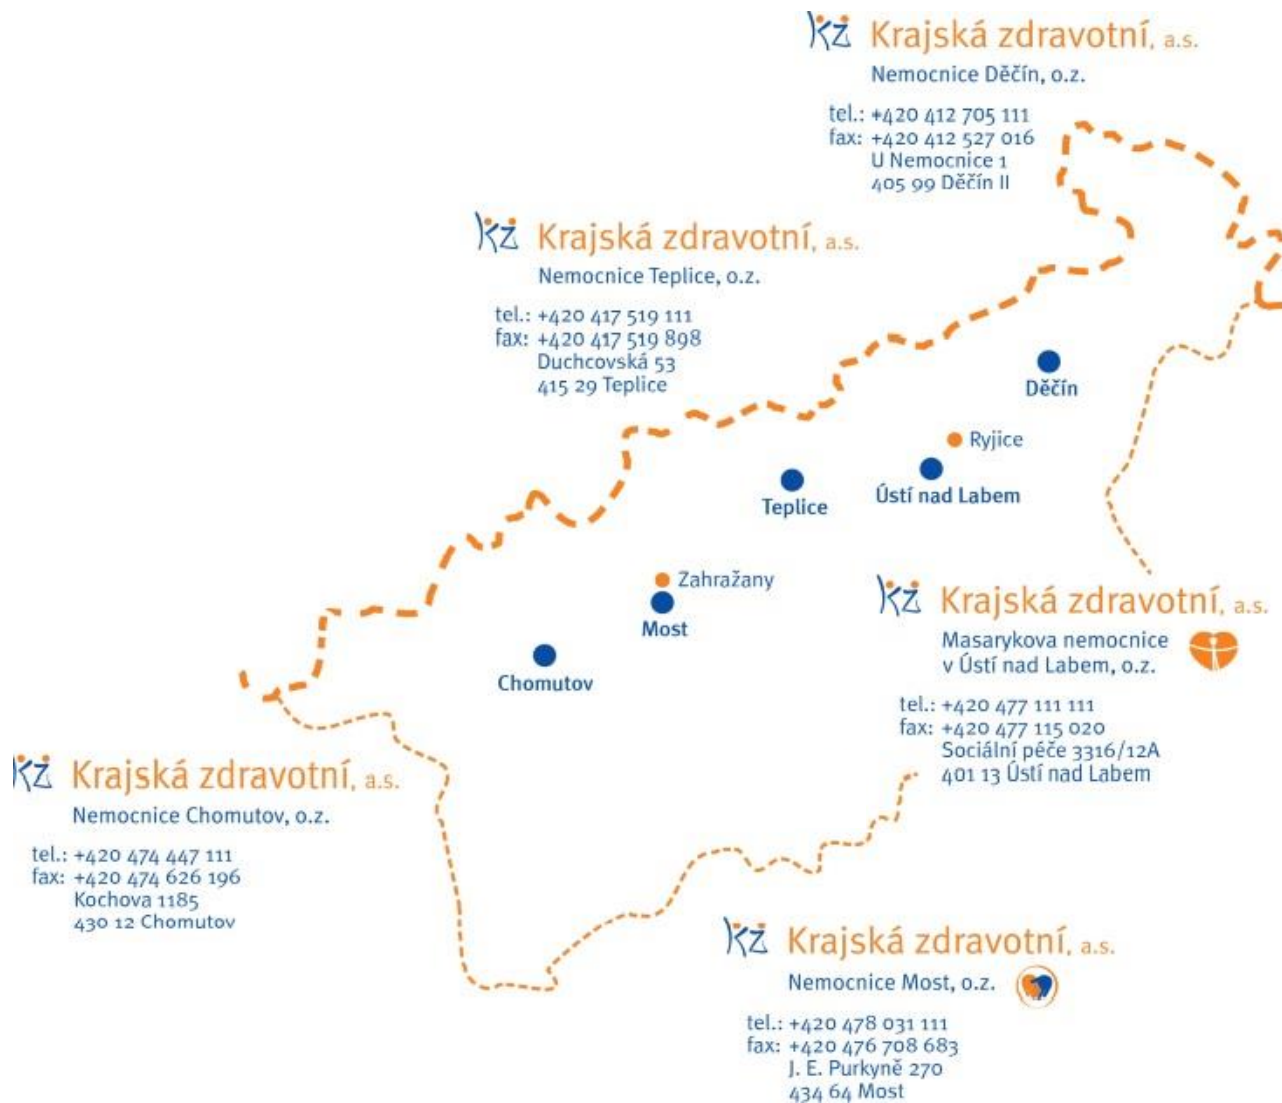 KZ Krajská zdravotní, a.s.
Nemocnice Děčín, o.z.
tel.: +420 412 705 111
fax: +420 412 527 016
U Nemocnice 1
405 99 Děčín II
KZ Krajská zdravotní, a.s.
Nemocnice Teplice, o.z.
tel.: +420 417 519 111
fax: +420 417 519 898
Duchcovská 53
415 29 Teplice
Děčín
Ryjice
Ústí nad Labem
Teplice
Zahražany
Most
Chomutov
KZ Krajská zdravotní, a.s.
Masarykova nemocnice
v Ústí nad Labem, o.z.
tel.: +420 477 111 111
fax: +420 477 115 020
Sociální péče 3316/12A
401 13 Ústí nad Labem
KZ Krajská zdravotní, a.s.
Nemocnice Chomutov, o.z.
tel.: +420 474 447 111
fax: +420 474 626 196
Kochova 1185
430 12 Chomutov
KZ Krajská zdravotní, a.s.
Nemocnice Most, o.z.
tel.: +420 478 031 111
fax: +420 476 708 683
J. E. Purkyně 270
434 64 Most